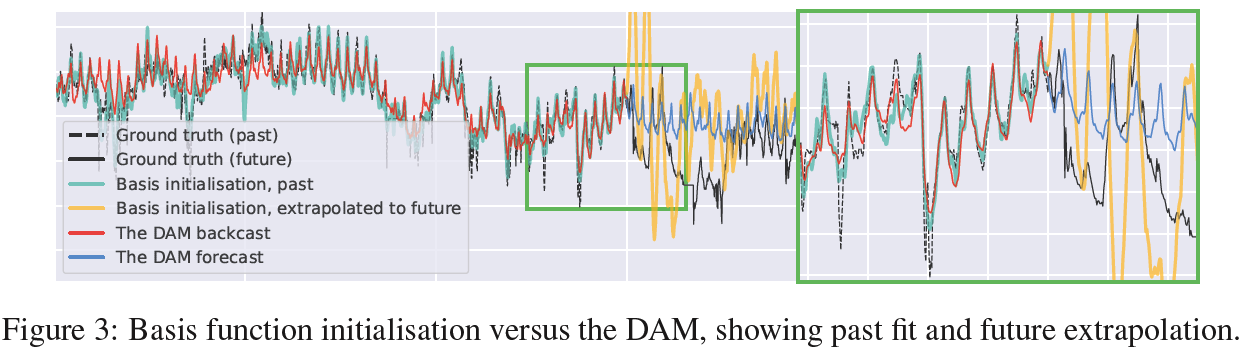 Ground truth (past)
Ground truth (future)
Basis initialisation, past
Basis initialisation, extrapolated to future
The DAM backcast
The DAM forecast
Figure 3: Basis function initialisation versus the DAM, showing past fit and future extrapolation.